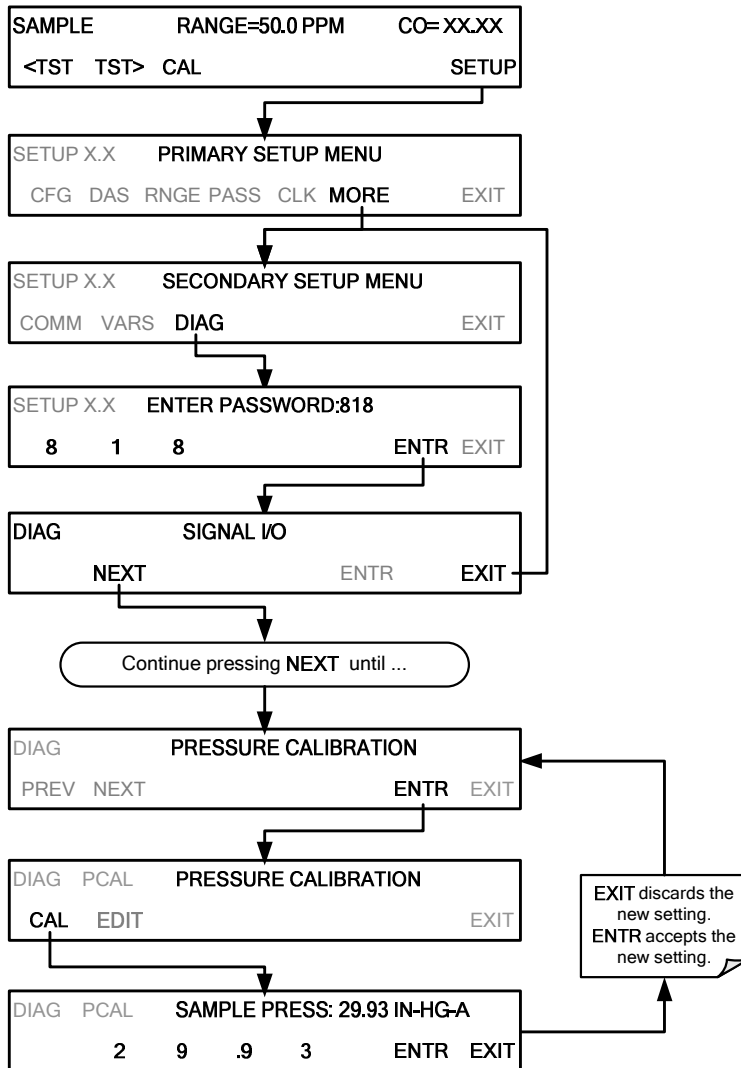 SAMPLE RANGE=50.0 PPM CO= XX.XX
<TST TST> CAL SETUP
SETUP X.X PRIMARY SETUP MENU
CFG DAS RNGE PASS CLK MORE EXIT
SETUP X.X SECONDARY SETUP MENU
COMM VARS DIAG EXIT
SETUP X.X ENTER PASSWORD:818
8 1 8 ENTR EXIT
DIAG SIGNAL I/O
NEXT ENTR EXIT
Continue pressing NEXT until ...
DIAG PRESSURE CALIBRATION
PREV NEXT ENTR EXIT
DIAG PCAL PRESSURE CALIBRATION
CAL EDIT EXIT
EXIT discards the
new setting.
ENTR accepts the
new setting.
DIAG PCAL SAMPLE PRESS: 29.93 IN-HG-A
2 9 .9 3 ENTR EXIT